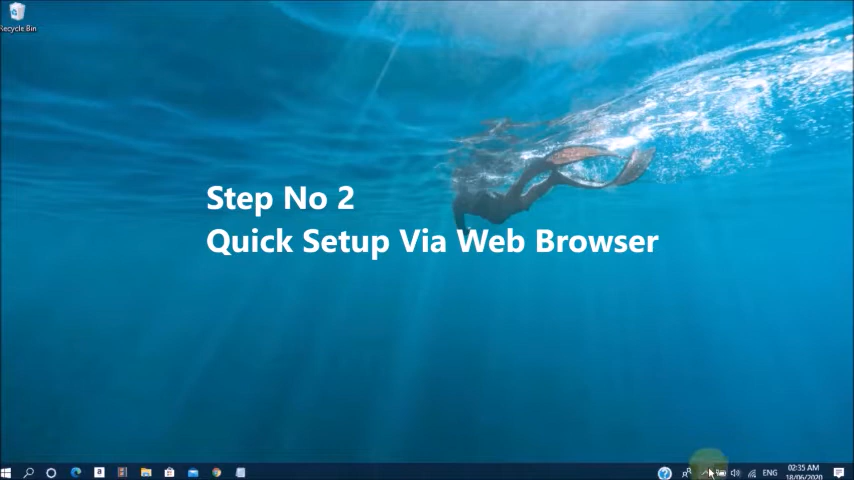 Recycle Bin
Step No 2
Quick Setup Via Web Browser
a
ENG
02:35 AM
18/06/2020